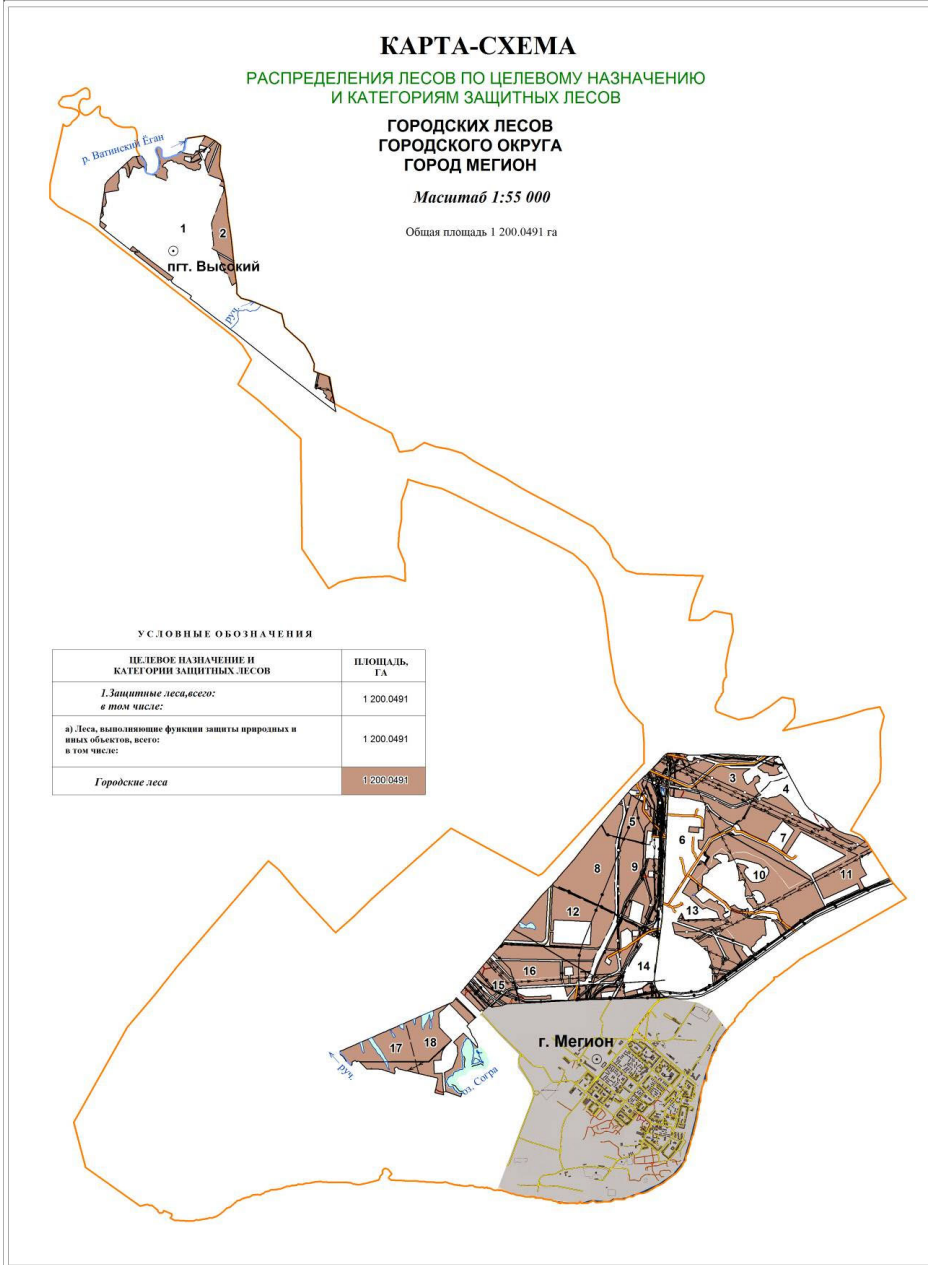 КАРТА-СХЕМА
РАСПРЕДЕЛЕНИЯ ЛЕСОВ ПО ЦЕЛЕВОМУ НАЗНАЧЕНИЮ
И КАТЕГОРИЯМ ЗАЩИТНЫХ ЛЕСОВ
ГОРОДСКИХ ЛЕСОВ
ГОРОДСКОГО ОКРУГА
ГОРОД МЕГИОН
Масштаб 1:55 000
Общая площадь 1 200.0491 га
р. Ватинский Ёган
1
2
пгт. Высокий
руч.
УСЛОВНЫЕ ОБОЗНАЧЕНИЯ
ЦЕЛЕВОЕ НАЗНАЧЕНИЕ И
КАТЕГОРИИ ЗАЩИТНЫХ ЛЕСОВ
ПЛОЩАДЬ,
ГА
1.Защитные леса,всего:
в том числе:
1 200.0491
а) Леса, выполняющие функции защиты природных и
иных объектов, всего:
в том числе:
1 200.0491
Городские леса
1 200.0491
3
4
5
6
7
8
9
10
11
12
13
14
15
16
17
18
руч.
оз. Согра
г. Мегион